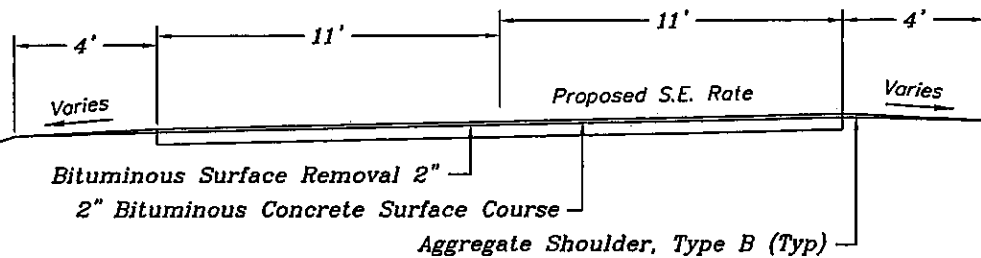 4' 11' 11' 4'
Varies Proposed S.E. Rate Varies
Bituminous Surface Removal 2"
2" Bituminous Concrete Surface Course
Aggregate Shoulder, Type B (Typ)